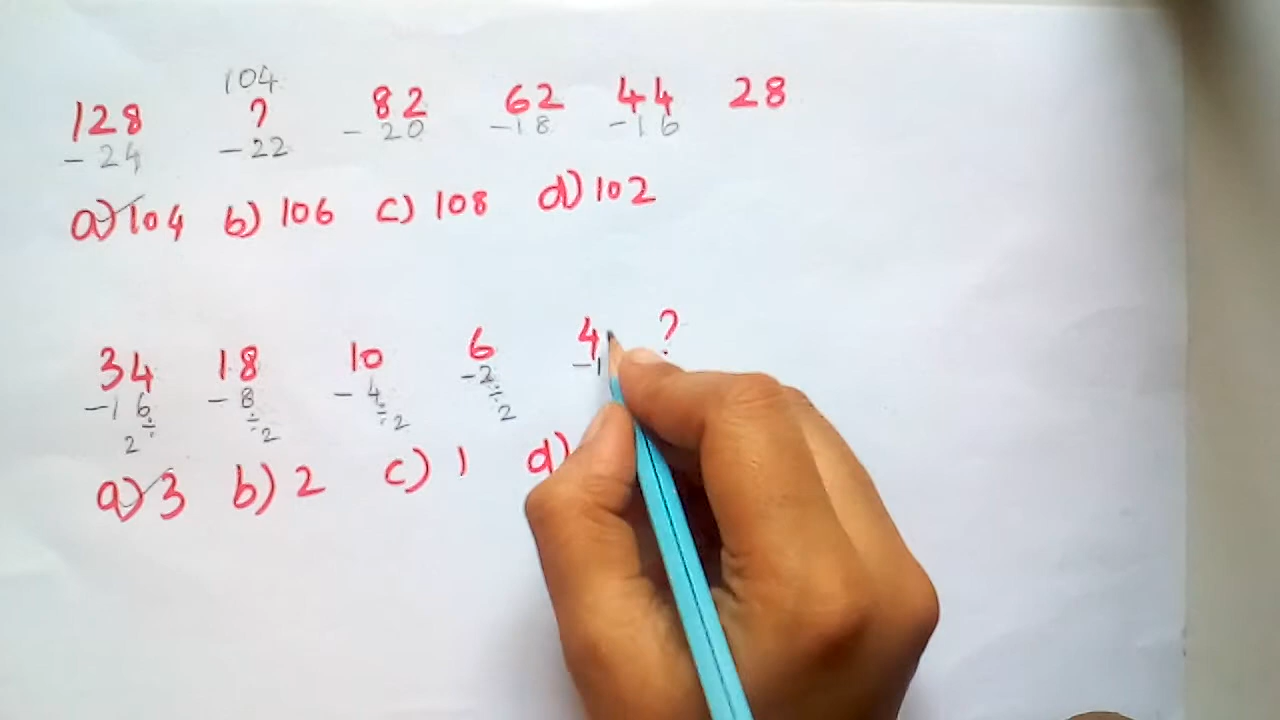 104
128 ? 82 62 44 28
- 24 - 22 - 20 - 18 - 16
a) 104 b) 106 c) 108 d) 102
34 18 10 6 4 ?
- 16 - 8 - 4 - 2 - 1
÷ 2 ÷ 2 ÷ 2 ÷ 2
a) 3 b) 2 c) 1 d)